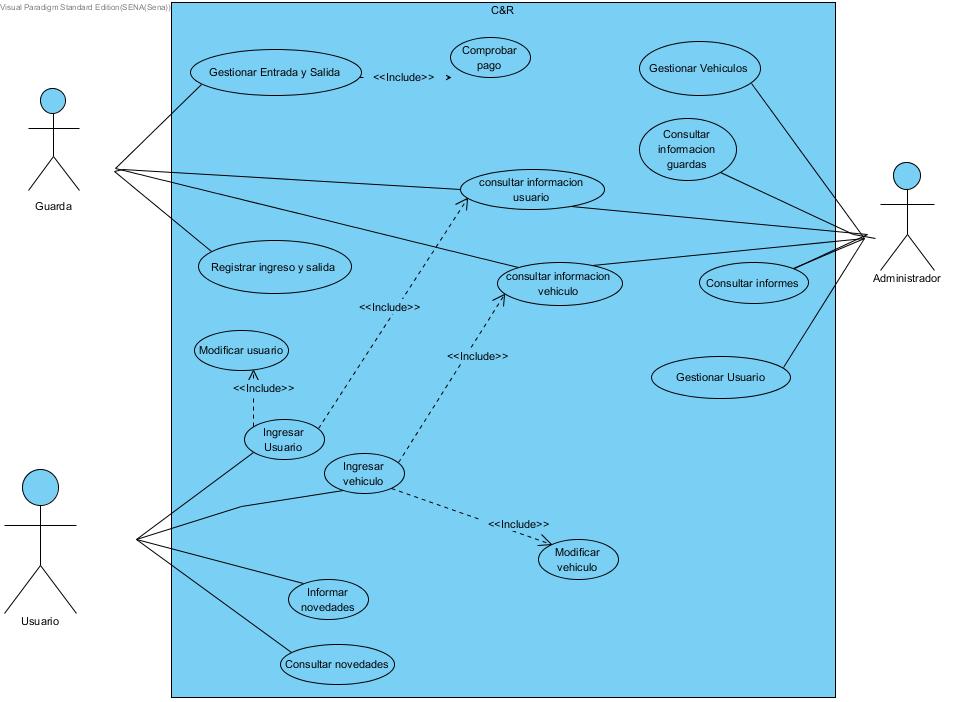 Visual Paradigm Standard Edition(SENA(Sena))
C&R
Comprobar
pago
Gestionar Entrada y Salida
<<Include>>
Gestionar Vehiculos
Consultar
informacion
guardas
Guarda
consultar informacion
usuario
Administrador
Registrar ingreso y salida
consultar informacion
vehiculo
Consultar informes
<<Include>>
Modificar usuario
<<Include>>
<<Include>>
Gestionar Usuario
Ingresar
Usuario
Ingresar
vehiculo
<<Include>>
Modificar
vehiculo
Informar
novedades
Usuario
Consultar novedades